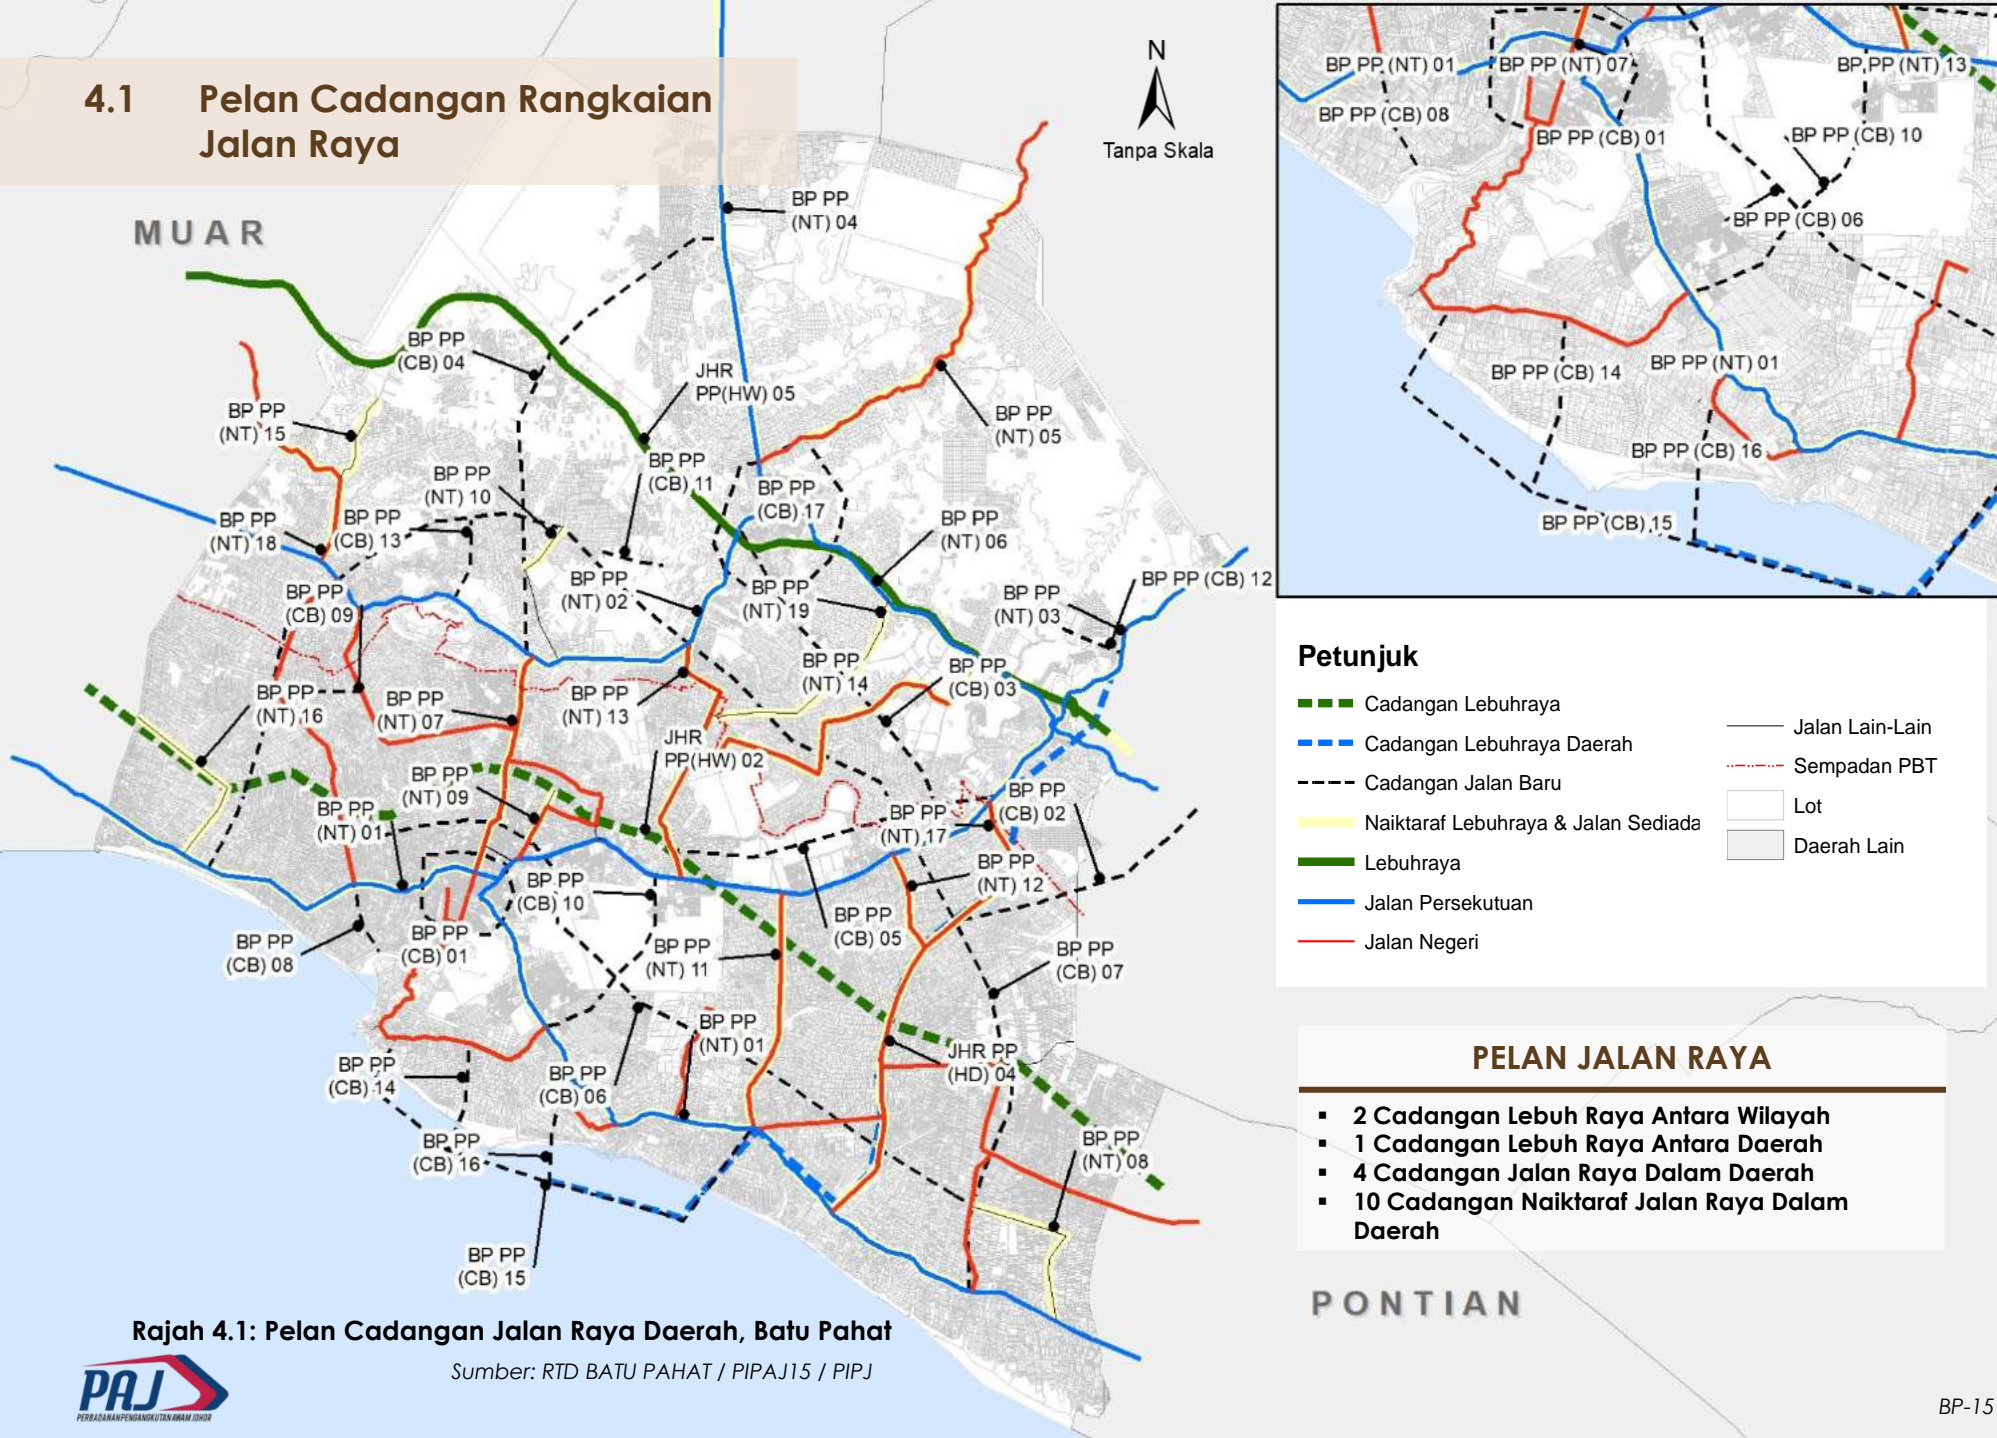 4.1 Pelan Cadangan Rangkaian
Jalan Raya
MUAR
N
Tanpa Skala
BP PP
(NT) 04
BP PP
(CB) 04
JHR
PP(HW) 05
BP PP
(NT) 15
BP PP
(NT) 05
BP PP
(NT) 10
BP PP
(CB) 11
BP PP
(CB) 17
BP PP
(NT) 18
BP PP
(CB) 13
BP PP
(NT) 06
BP PP
(CB) 09
BP PP
(NT) 02
BP PP
(NT) 19
BP PP
(NT) 03
BP PP (CB) 12
BP PP
(NT) 16
BP PP
(NT) 07
BP PP
(NT) 13
BP PP
(NT) 14
BP PP
(CB) 03
JHR
PP(HW) 02
BP PP
(NT) 09
BP PP
(NT) 01
BP PP
(NT) 17
BP PP
(CB) 02
BP PP
(CB) 10
BP PP
(NT) 12
BP PP
(CB) 08
BP PP
(CB) 01
BP PP
(NT) 11
BP PP
(CB) 05
BP PP
(CB) 07
BP PP
(NT) 01
BP PP
(CB) 14
BP PP
(CB) 06
JHR PP
(HD) 04
BP PP
(CB) 16
BP PP
(NT) 08
BP PP
(CB) 15
BP PP (NT) 01
BP PP (NT) 07
BP PP (NT) 13
BP PP (CB) 08
BP PP (CB) 01
BP PP (CB) 10
BP PP (CB) 06
BP PP (CB) 14
BP PP (NT) 01
BP PP (CB) 16
BP PP (CB) 15
Petunjuk
Cadangan Lebuhraya
Cadangan Lebuhraya Daerah
Cadangan Jalan Baru
Naiktaraf Lebuhraya & Jalan Sediada
Lebuhraya
Jalan Persekutuan
Jalan Negeri
Jalan Lain-Lain
Sempadan PBT
Lot
Daerah Lain
PELAN JALAN RAYA
▪ 2 Cadangan Lebuh Raya Antara Wilayah
▪ 1 Cadangan Lebuh Raya Antara Daerah
▪ 4 Cadangan Jalan Raya Dalam Daerah
▪ 10 Cadangan Naiktaraf Jalan Raya Dalam
Daerah
PONTIAN
Rajah 4.1: Pelan Cadangan Jalan Raya Daerah, Batu Pahat
Sumber: RTD BATU PAHAT / PIPAJ15 / PIPJ
PAJ
PERBADANAN PENGANGKUTAN AWAM JOHOR
BP-15